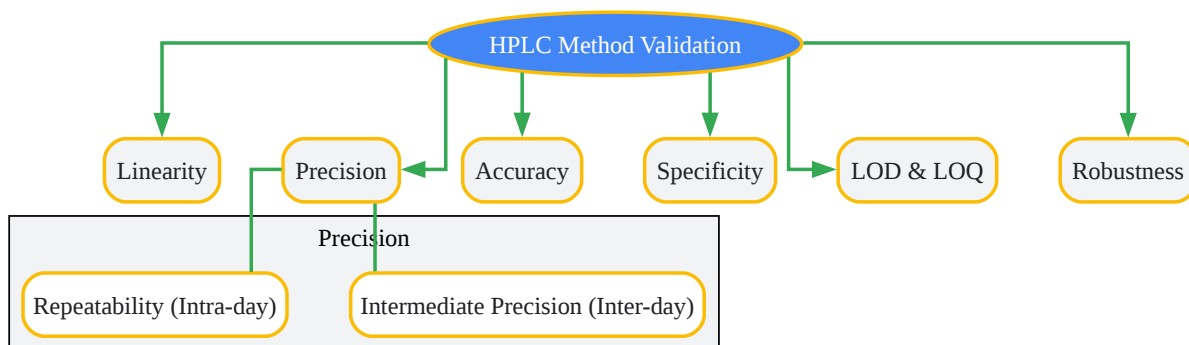 HPLC Method Validation
Linearity
Precision
Accuracy
Specificity
LOD & LOQ
Robustness
Precision
Repeatability (Intra-day)
Intermediate Precision (Inter-day)